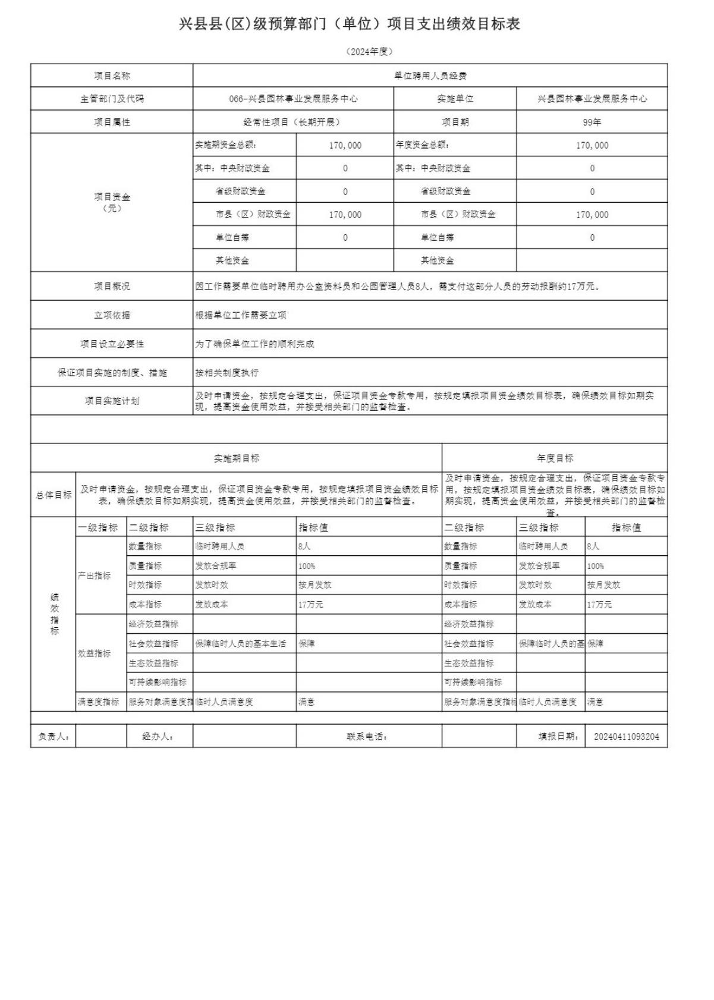 兴县县(区)级预算部门（单位）项目支出绩效目标表
（2024年度）
项目名称 单位聘用人员经费
主管部门及代码 066-兴县园林事业发展服务中心 实施单位 兴县园林事业发展服务中心
项目属性 经常性项目（长期开展） 项目期 99年
项目资金
（元）
实施期资金总额： 170,000 年度资金总额： 170,000
其中：中央财政资金 0 其中：中央财政资金 0
省级财政资金 0 省级财政资金 0
市县（区）财政资金 170,000 市县（区）财政资金 170,000
单位自筹 0 单位自筹 0
其他资金 其他资金
项目概况 因工作需要单位临时聘用办公室资料员和公园管理人员8人，需支付这部分人员的劳动报酬约17万元。
立项依据 根据单位工作需要立项
项目设立必要性 为了确保单位工作的顺利完成
保证项目实施的制度、措施 按相关制度执行
项目实施计划 及时申请资金，按规定合理支出，保证项目资金专款专用，按规定填报项目资金绩效目标表，确保绩效目标如期实
现，提高资金使用效益，并接受相关部门的监督检查。
实施期目标 年度目标
总体目标
及时申请资金，按规定合理支出，保证项目资金专款专用，按规定填报项目资金绩效目标
表，确保绩效目标如期实现，提高资金使用效益，并接受相关部门的监督检查。
及时申请资金，按规定合理支出，保证项目资金专款专
用，按规定填报项目资金绩效目标表，确保绩效目标如
期实现，提高资金使用效益，并接受相关部门的监督检
查。
绩
效
指
标
一级指标 二级指标 三级指标 指标值 二级指标 三级指标 指标值
产出指标
数量指标 临时聘用人员 8人 数量指标 临时聘用人员 8人
质量指标 发放合规率 100% 质量指标 发放合规率 100%
时效指标 发放时效 按月发放 时效指标 发放时效 按月发放
成本指标 发放成本 17万元 成本指标 发放成本 17万元
效益指标
经济效益指标 经济效益指标
社会效益指标 保障临时人员的基本生活 保障 社会效益指标 保障临时人员的基 保障
生态效益指标 生态效益指标
可持续影响指标 可持续影响指标
满意度指标 服务对象满意度指 临时人员满意度 满意 服务对象满意度指标 临时人员满意度 满意
负责人： 经办人： 联系电话： 填报日期： 20240411093204